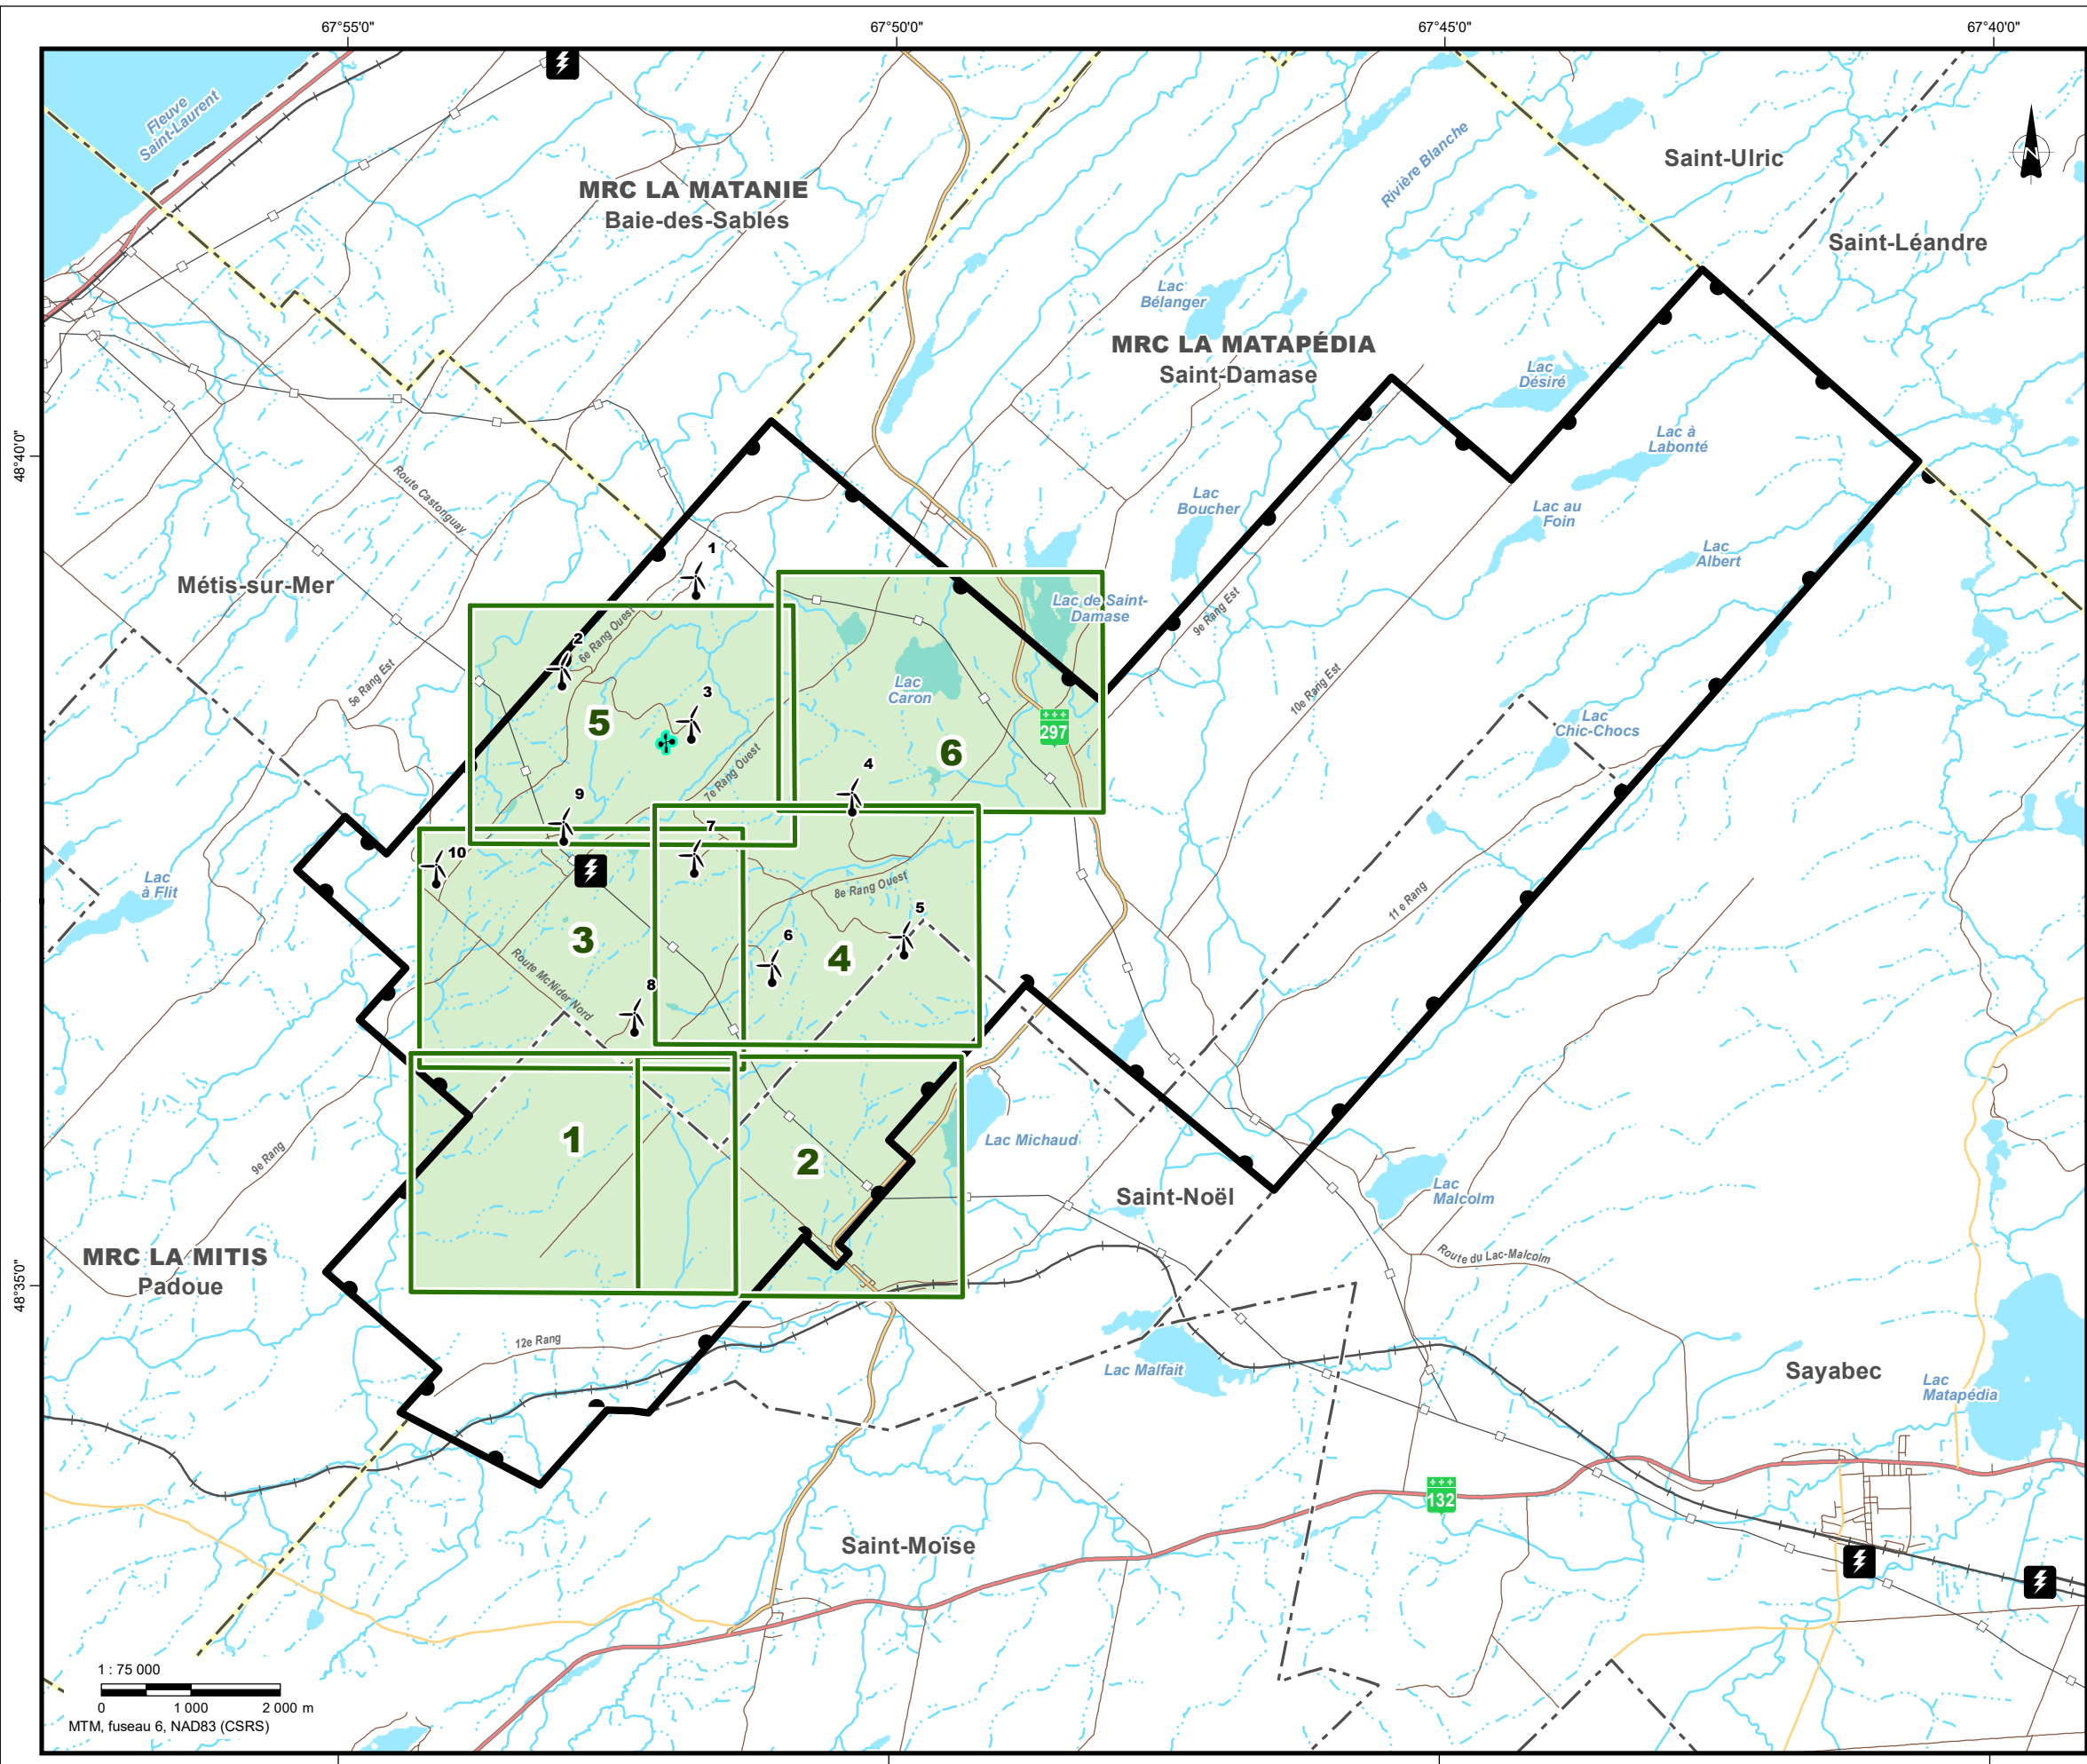 67°55'0"
67°50'0"
67°45'0"
67°40'0"
Fleuve
Saint-Laurent
MRC LA MATANIE
Baie-des-Sables
Rivière Blanche
Saint-Ulric
N
Saint-Léandre
Lac
Bélanger
MRC LA MATAPÉDIA
Saint-Damase
Lac
Désiré
Lac à
Labonté
48°40'0"
Route Castonguay
Lac
Boucher
Lac au
Foin
Lac
Albert
Métis-sur-Mer
1
Lac de Saint-
Damase
9e Rang Est
2
6e Rang Ouest
5e Rang Est
3
Lac
Caron
10e Rang Est
5
297
Lac
Chic-Chocs
6
7e Rang Ouest
4
9
7
10
Lac
à Flit
8e Rang Ouest
11 e Rang
5
3
6
4
Route McNider Nord
8
1
2
Lac Michaud
9e Rang
Saint-Noël
Lac
Malcolm
MRC LA MITIS
Padoue
Route du Lac-Malcolm
48°35'0"
12e Rang
Lac Malfait
Sayabec
Lac
Matapédia
132
Saint-Moïse
1 : 75 000
0 1 000 2 000 m
MTM, fuseau 6, NAD83 (CSRS)